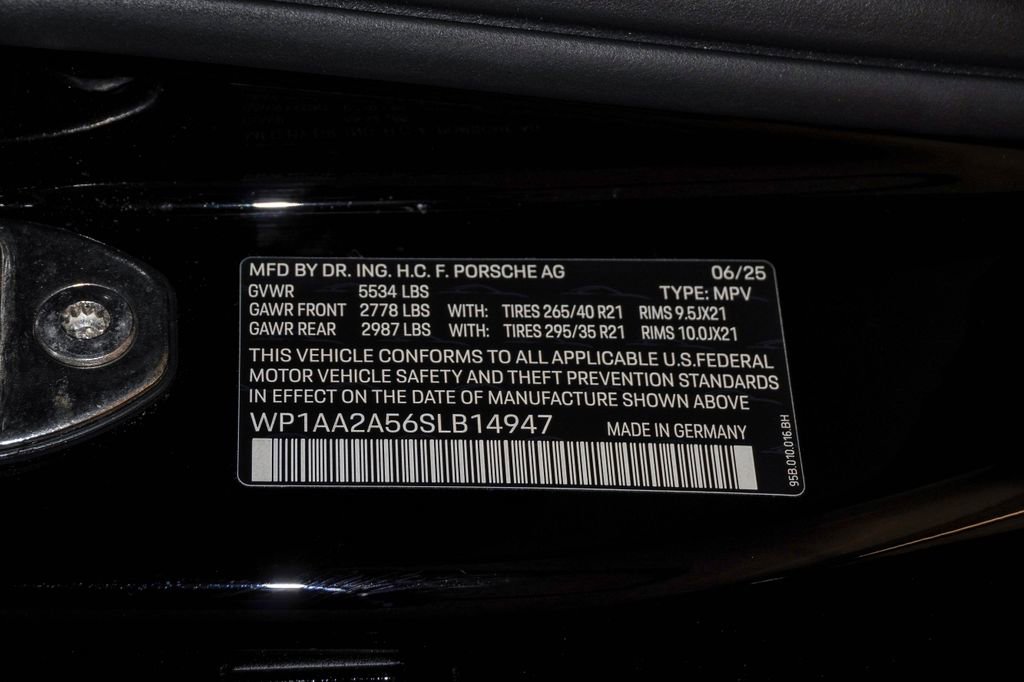 MFD BY DR. ING. H.C. F. PORSCHE AG 06/25
GVWR 5534 LBS TYPE: MPV
GAWR FRONT 2778 LBS WITH: TIRES 265/40 R21 RIMS 9.5JX21
GAWR REAR 2987 LBS WITH: TIRES 295/35 R21 RIMS 10.0JX21
THIS VEHICLE CONFORMS TO ALL APPLICABLE U.S.FEDERAL
MOTOR VEHICLE SAFETY AND THEFT PREVENTION STANDARDS
IN EFFECT ON THE DATE OF MANUFACTURE SHOWN ABOVE
WP1AA2A56SLB14947 MADE IN GERMANY
95B.010.016.BH